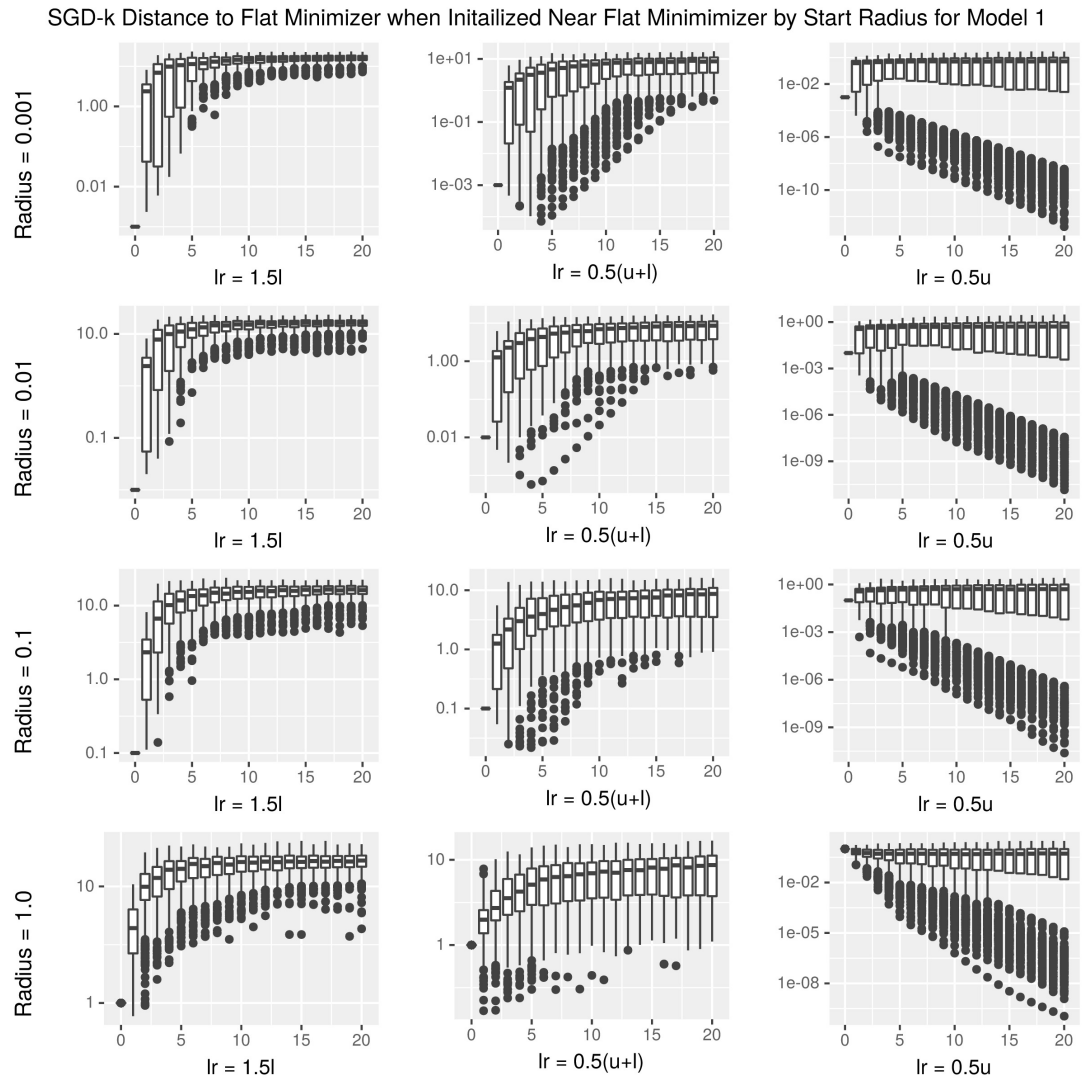 SGD-k Distance to Flat Minimizer when Initailized Near Flat Minimimizer by Start Radius for Model 1
Radius = 0.001
1.00
0.01
0 5 10 15 20
lr = 1.5l
1e+01
1e-01
1e-03
0 5 10 15 20
lr = 0.5(u+l)
1e-02
1e-06
1e-10
0 5 10 15 20
lr = 0.5u
Radius = 0.01
10.0
0.1
0 5 10 15 20
lr = 1.5l
1.00
0.01
0 5 10 15 20
lr = 0.5(u+l)
1e+00
1e-03
1e-06
1e-09
0 5 10 15 20
lr = 0.5u
Radius = 0.1
10.0
1.0
0.1
0 5 10 15 20
lr = 1.5l
10.0
1.0
0.1
0 5 10 15 20
lr = 0.5(u+l)
1e+00
1e-03
1e-06
1e-09
0 5 10 15 20
lr = 0.5u
Radius = 1.0
10
1
0 5 10 15 20
lr = 1.5l
10
1
0 5 10 15 20
lr = 0.5(u+l)
1e-02
1e-05
1e-08
0 5 10 15 20
lr = 0.5u